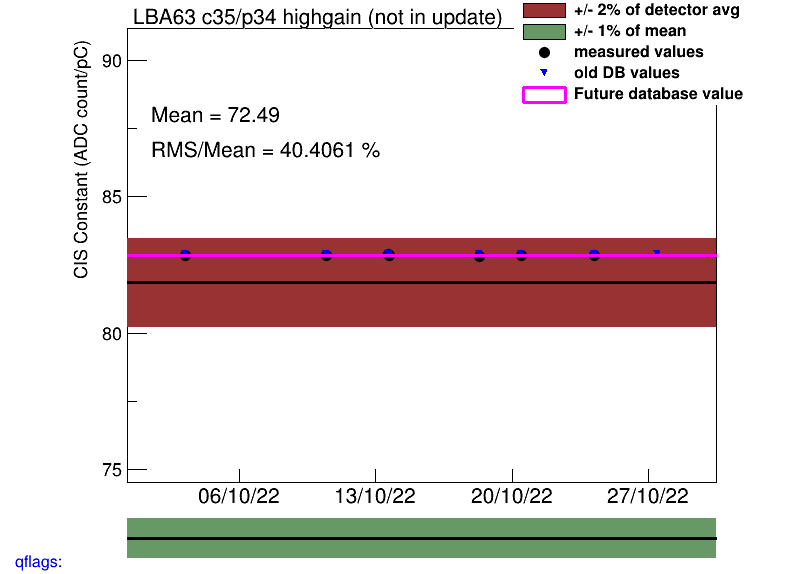 LBA63 c35/p34 highgain (not in update)
+/- 2% of detector avg
+/- 1% of mean
measured values
old DB values
Future database value
CIS Constant (ADC count/pC)
90
85
80
75
Mean = 72.49
RMS/Mean = 40.4061 %
06/10/22 13/10/22 20/10/22 27/10/22
qflags: